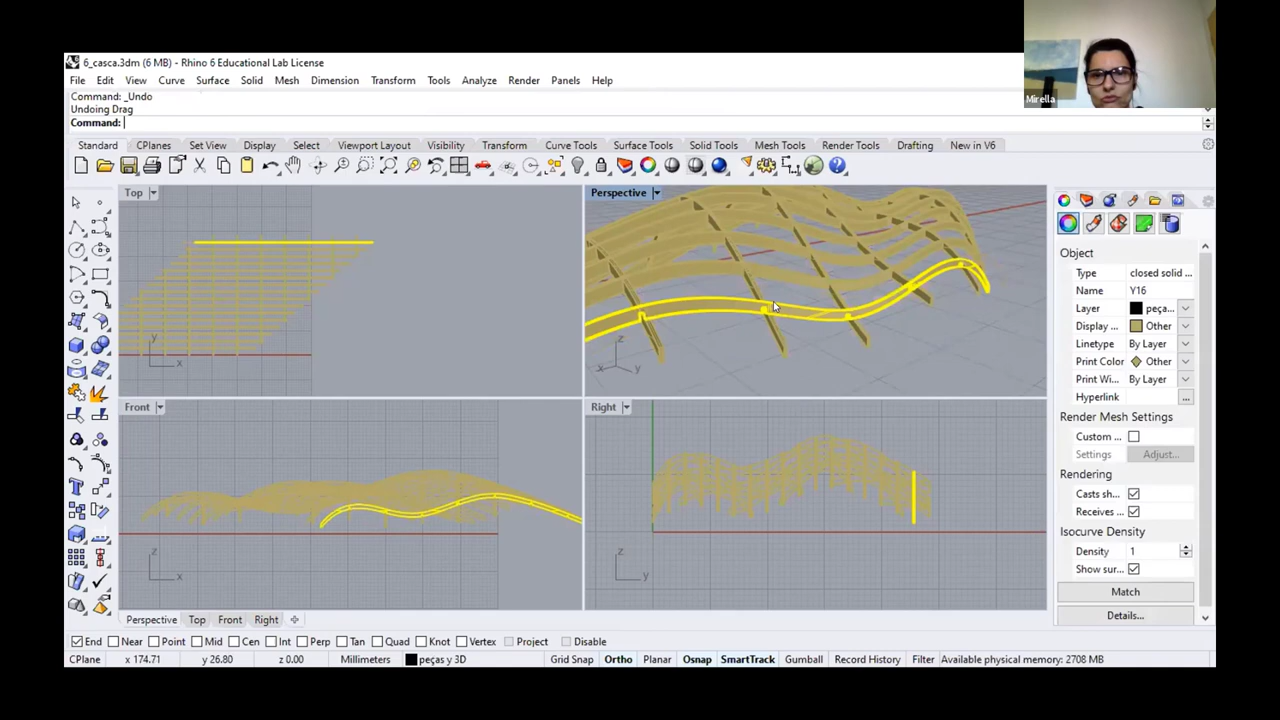 6_casca.3dm (6 MB) - Rhino 6 Educational Lab License
Mirella
File Edit View Curve Surface Solid Mesh Dimension Transform Tools Analyze Render Panels Help
Command: _Undo
Undoing Drag
Command:
Standard CPlanes Set View Display Select Viewport Layout Visibility Transform Curve Tools Surface Tools Solid Tools Mesh Tools Render Tools Drafting New in V6
Top
Perspective
y
x
z
x
y
Front
Right
z
x
z
y
Object
Type closed solid ...
Name Y16
Layer peça...
Display ... Other
Linetype By Layer
Print Color Other
Print Wi... By Layer
Hyperlink ...
Render Mesh Settings
Custom ...
Settings Adjust...
Rendering
Casts sh...
Receives ...
Isocurve Density
Density 1
Show sur...
Match
Details...
Perspective Top Front Right
End Near Point Mid Cen Int Perp Tan Quad Knot Vertex Project Disable
CPlane x 174.71 y 26.80 z 0.00 Millimeters peças y 3D Grid Snap Ortho Planar Osnap SmartTrack Gumball Record History Filter Available physical memory: 2708 MB